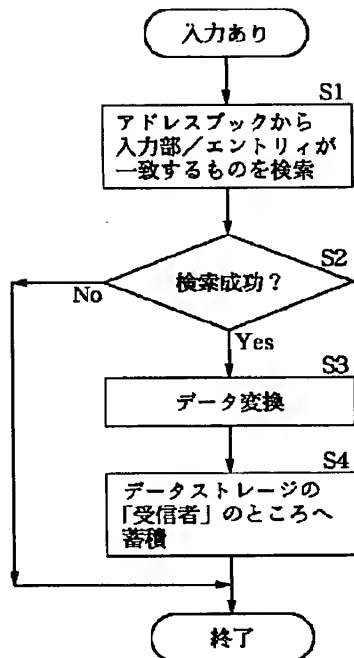 入力あり
S1
アドレスブックから
入力部／エントリィが
一致するものを検索
S2
検索成功？
No
Yes
S3
データ変換
S4
データストレージの
「受信者」のところへ
蓄積
終了